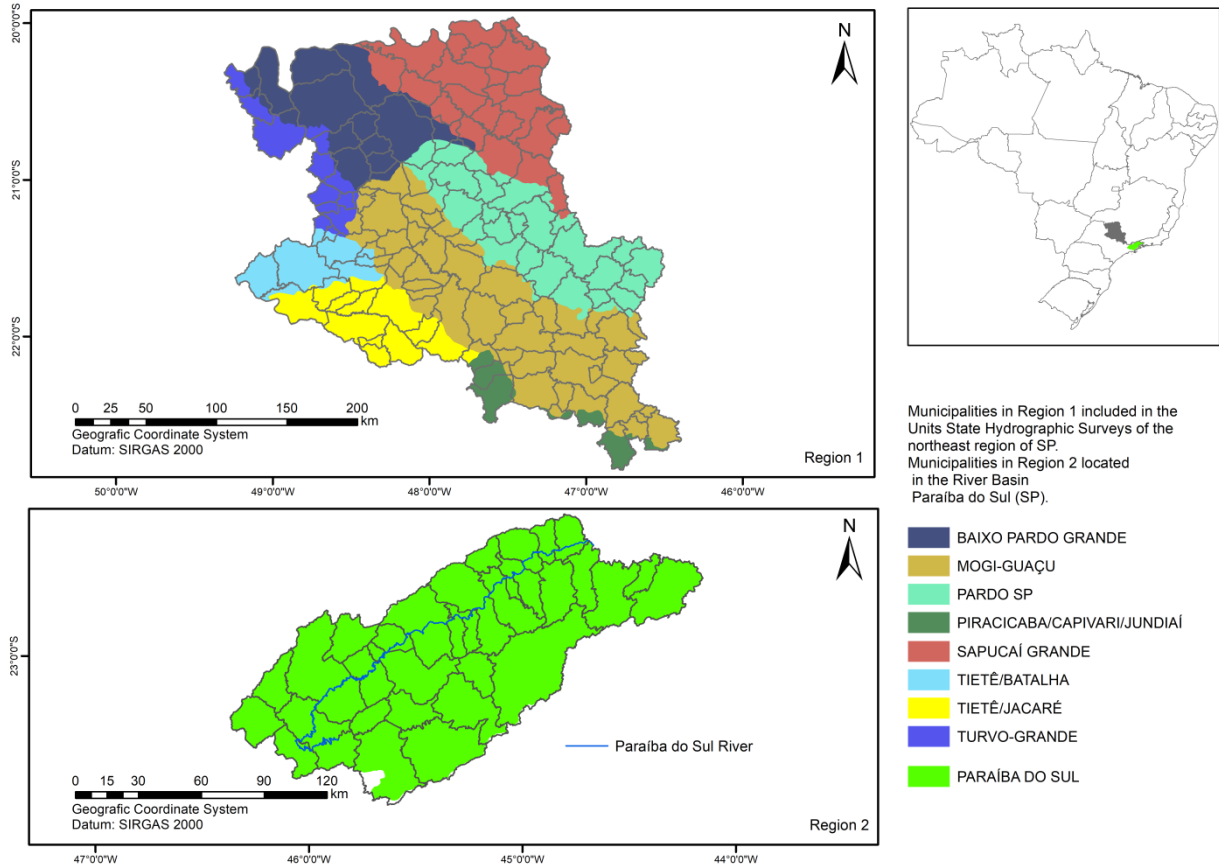 20°0'0"S
21°0'0"S
22°0'0"S
N
0 25 50 100 150 200
km
Geografic Coordinate System
Datum: SIRGAS 2000
Region 1
50°0'0"W 49°0'0"W 48°0'0"W 47°0'0"W 46°0'0"W
23°0'0"S
N
Paraíba do Sul River
0 15 30 60 90 120
km
Geografic Coordinate System
Datum: SIRGAS 2000
Region 2
47°0'0"W 46°0'0"W 45°0'0"W 44°0'0"W
Municipalities in Region 1 included in the
Units State Hydrographic Surveys of the
northeast region of SP.
Municipalities in Region 2 located
in the River Basin
Paraíba do Sul (SP).
BAIXO PARDO GRANDE
MOGI-GUAÇU
PARDO SP
PIRACICABA/CAPIVARI/JUNDIAÍ
SAPUCAÍ GRANDE
TIETÊ/BATALHA
TIETÊ/JACARÉ
TURVO-GRANDE
PARAÍBA DO SUL